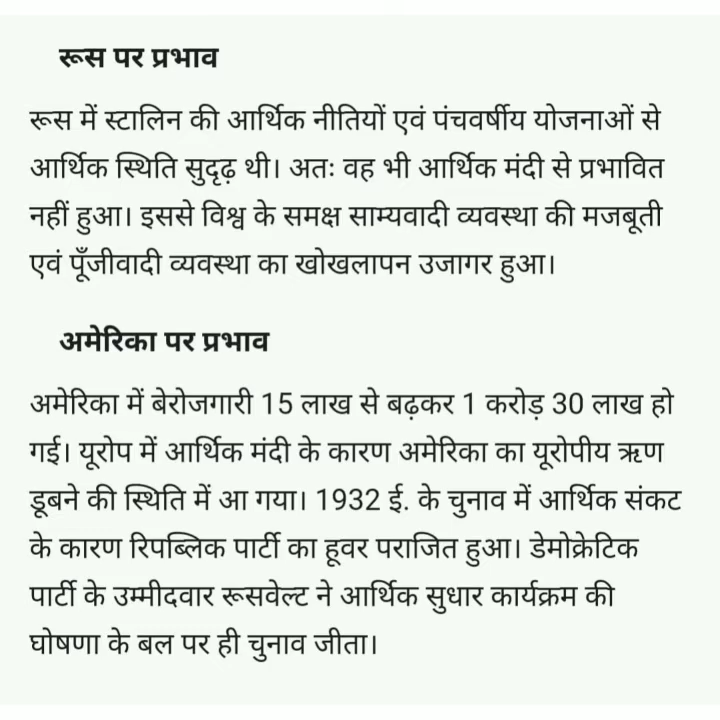 रूस पर प्रभाव
रूस में स्टालिन की आर्थिक नीतियों एवं पंचवर्षीय योजनाओं से
आर्थिक स्थिति सुदृढ़ थी। अतः वह भी आर्थिक मंदी से प्रभावित
नहीं हुआ। इससे विश्व के समक्ष साम्यवादी व्यवस्था की मजबूती
एवं पूँजीवादी व्यवस्था का खोखलापन उजागर हुआ।
अमेरिका पर प्रभाव
अमेरिका में बेरोजगारी 15 लाख से बढ़कर 1 करोड़ 30 लाख हो
गई। यूरोप में आर्थिक मंदी के कारण अमेरिका का यूरोपीय ऋण
डूबने की स्थिति में आ गया। 1932 ई. के चुनाव में आर्थिक संकट
के कारण रिपब्लिक पार्टी का हूवर पराजित हुआ। डेमोक्रेटिक
पार्टी के उम्मीदवार रूसवेल्ट ने आर्थिक सुधार कार्यक्रम की
घोषणा के बल पर ही चुनाव जीता।